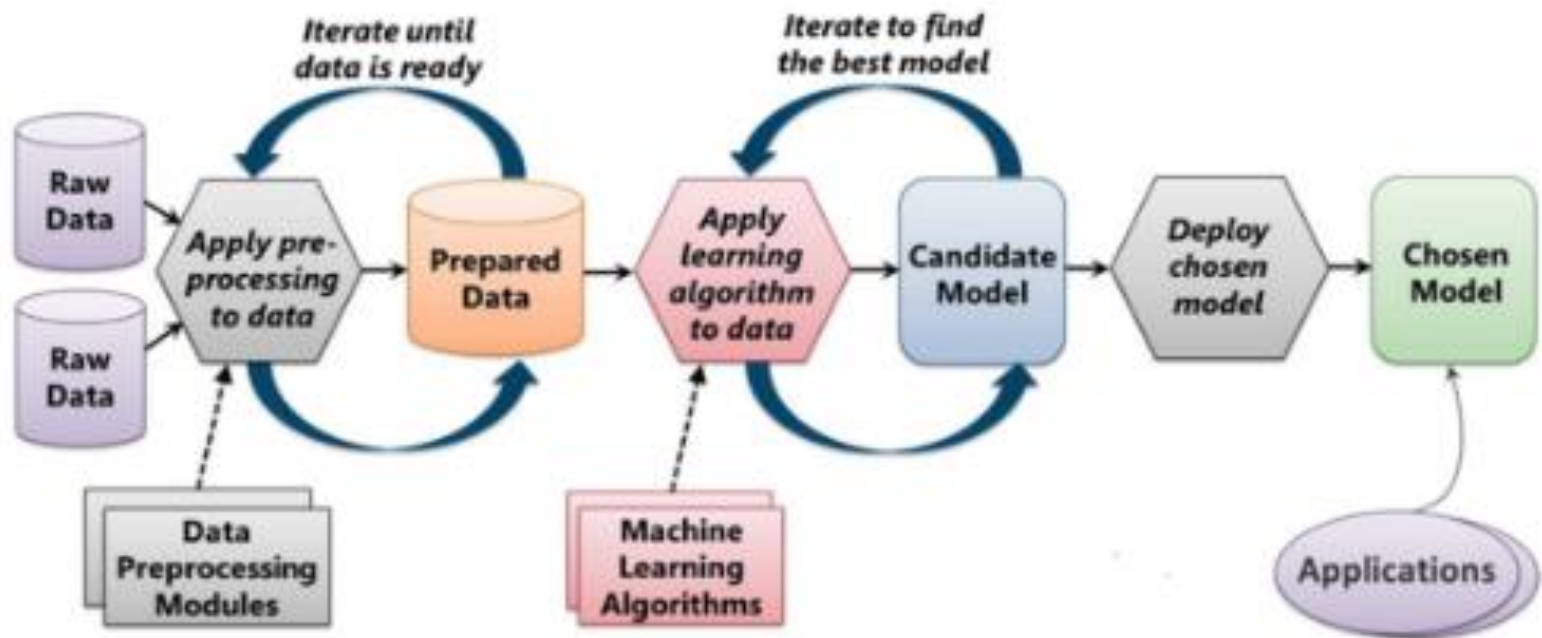 Iterate until
data is ready
Iterate to find
the best model
Raw
Data
Raw
Data
Apply pre-
processing
to data
Prepared
Data
Apply
learning
algorithm
to data
Candidate
Model
Deploy
chosen
model
Chosen
Model
Data
Preprocessing
Modules
Machine
Learning
Algorithms
Applications